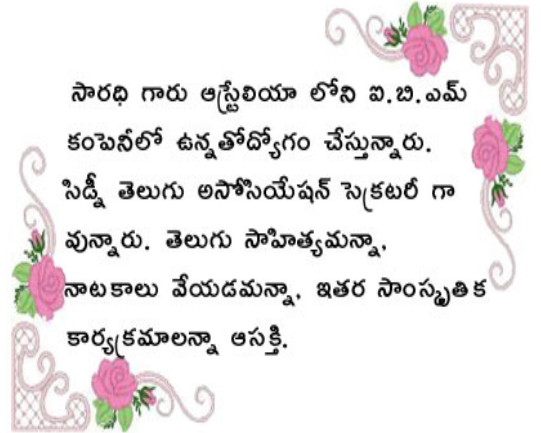 సారధి గారు ఆస్ట్రేలియా లోని ఐ.బి.ఎమ్
కంపెనీలో ఉన్నతోద్యోగం చేస్తున్నారు.
సిడ్నీ తెలుగు అసోసియేషన్ సెక్రటరీ గా
వున్నారు. తెలుగు సాహిత్యమన్నా,
నాటకాలు వేయడమన్నా, ఇతర సాంస్కృతిక
కార్యక్రమాలన్నా ఆసక్తి.